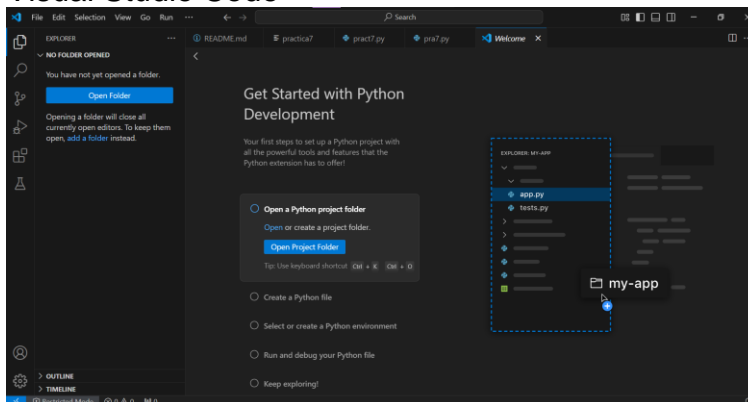 Visual Studio Code
File Edit Selection View Go Run ...
Search
EXPLORER
NO FOLDER OPENED
You have not yet opened a folder.
Open Folder
Opening a folder will close all
currently open editors. To keep them
open, add a folder instead.
OUTLINE
TIMELINE
README.md practica7 pract7.py pra7.py Welcome
Get Started with Python
Development
Your first steps to set up a Python project with
all the powerful tools and features that the
Python extension has to offer!
Open a Python project folder
Open or create a project folder.
Open Project Folder
Tip: Use keyboard shortcut Ctrl + K Ctrl + O
Create a Python file
Select or create a Python environment
Run and debug your Python file
Keep exploring!
EXPLORER: MY-APP
app.py
tests.py
my-app
Restricted Mode 0 0 0